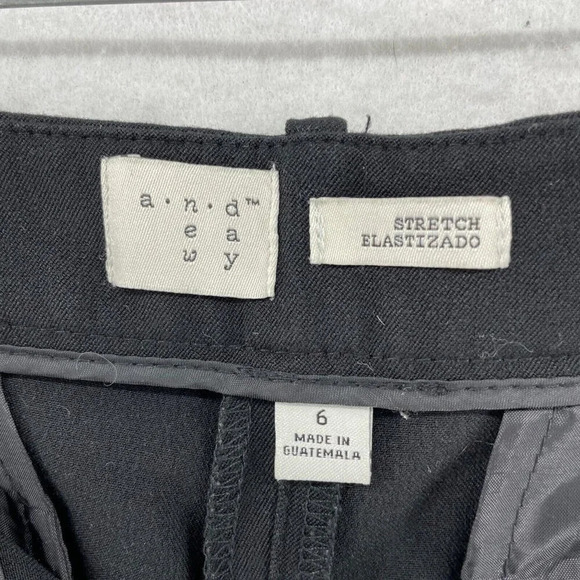 a·n·d™
e a
w y
STRETCH
ELASTIZADO
6
MADE IN
GUATEMALA